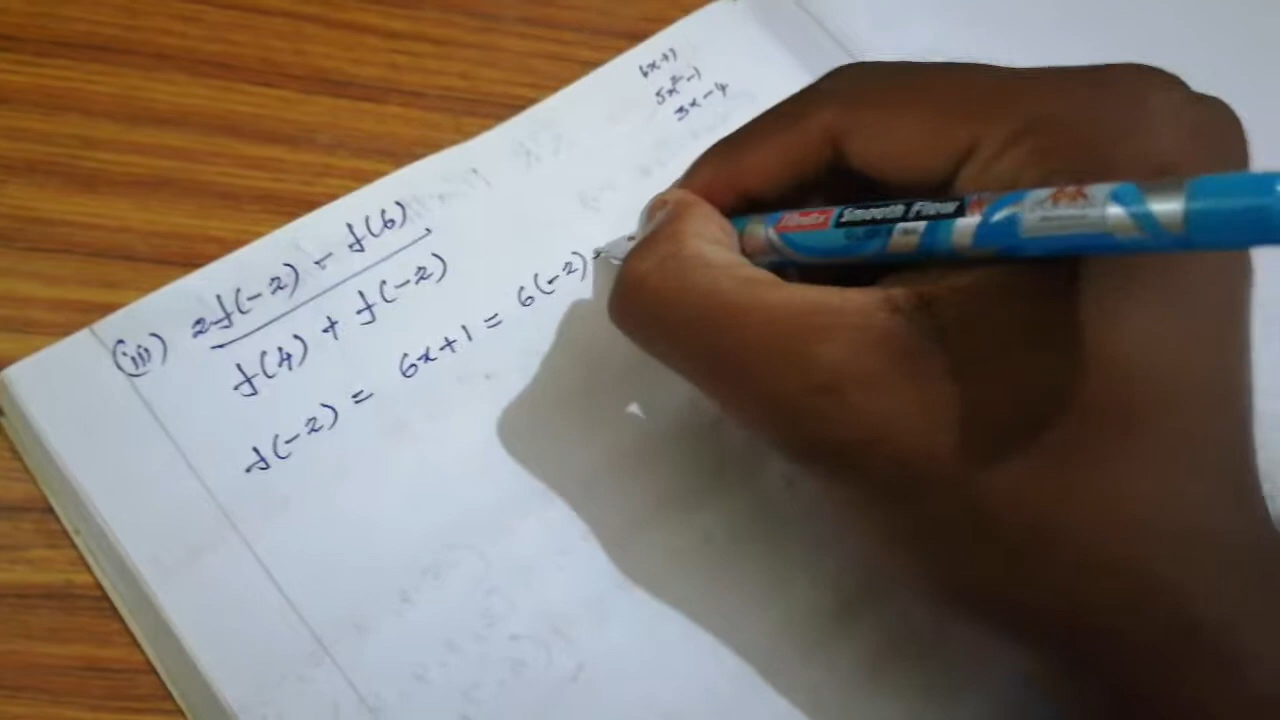 6x+1
5x²-1
3x-4
(iii) 2f(-2) - f(6)
f(4) + f(-2)
f(-2) = 6x+1 = 6(-2)+
Smooth Flow